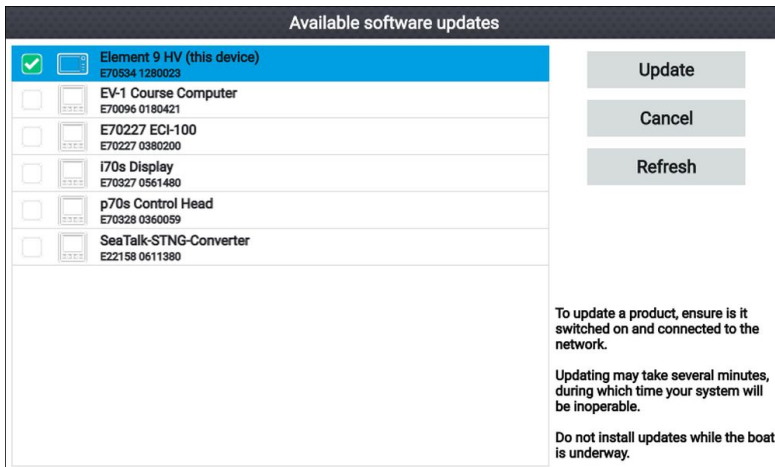 Available software updates
Element 9 HV (this device)
E70534 1280023
EV-1 Course Computer
E70096 0180421
E70227 ECI-100
E70227 0380200
i70s Display
E70327 0561480
p70s Control Head
E70328 0360059
SeaTalk-STNG-Converter
E22158 0611380
Update
Cancel
Refresh
To update a product, ensure is it
switched on and connected to the
network.
Updating may take several minutes,
during which time your system will
be inoperable.
Do not install updates while the boat
is underway.